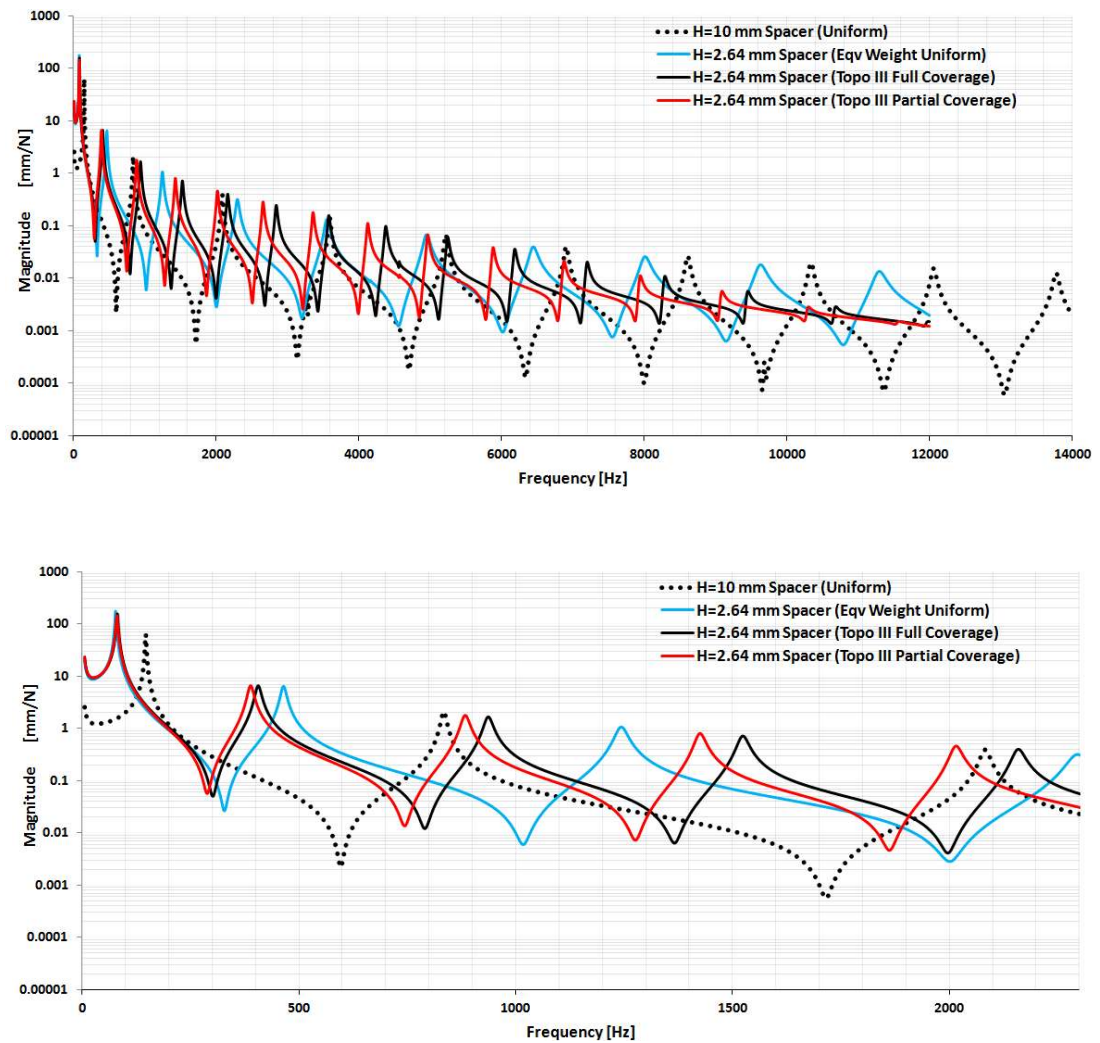 1000
100
10
1
0.1
0.01
0.001
0.0001
0.00001
Magnitude [mm/N]
H=10 mm Spacer (Uniform)
H=2.64 mm Spacer (Eqv Weight Uniform)
H=2.64 mm Spacer (Topo III Full Coverage)
H=2.64 mm Spacer (Topo III Partial Coverage)
0 2000 4000 6000 8000 10000 12000 14000
Frequency [Hz]
1000
100
10
1
0.1
0.01
0.001
0.0001
0.00001
Magnitude [mm/N]
H=10 mm Spacer (Uniform)
H=2.64 mm Spacer (Eqv Weight Uniform)
H=2.64 mm Spacer (Topo III Full Coverage)
H=2.64 mm Spacer (Topo III Partial Coverage)
0 500 1000 1500 2000
Frequency [Hz]